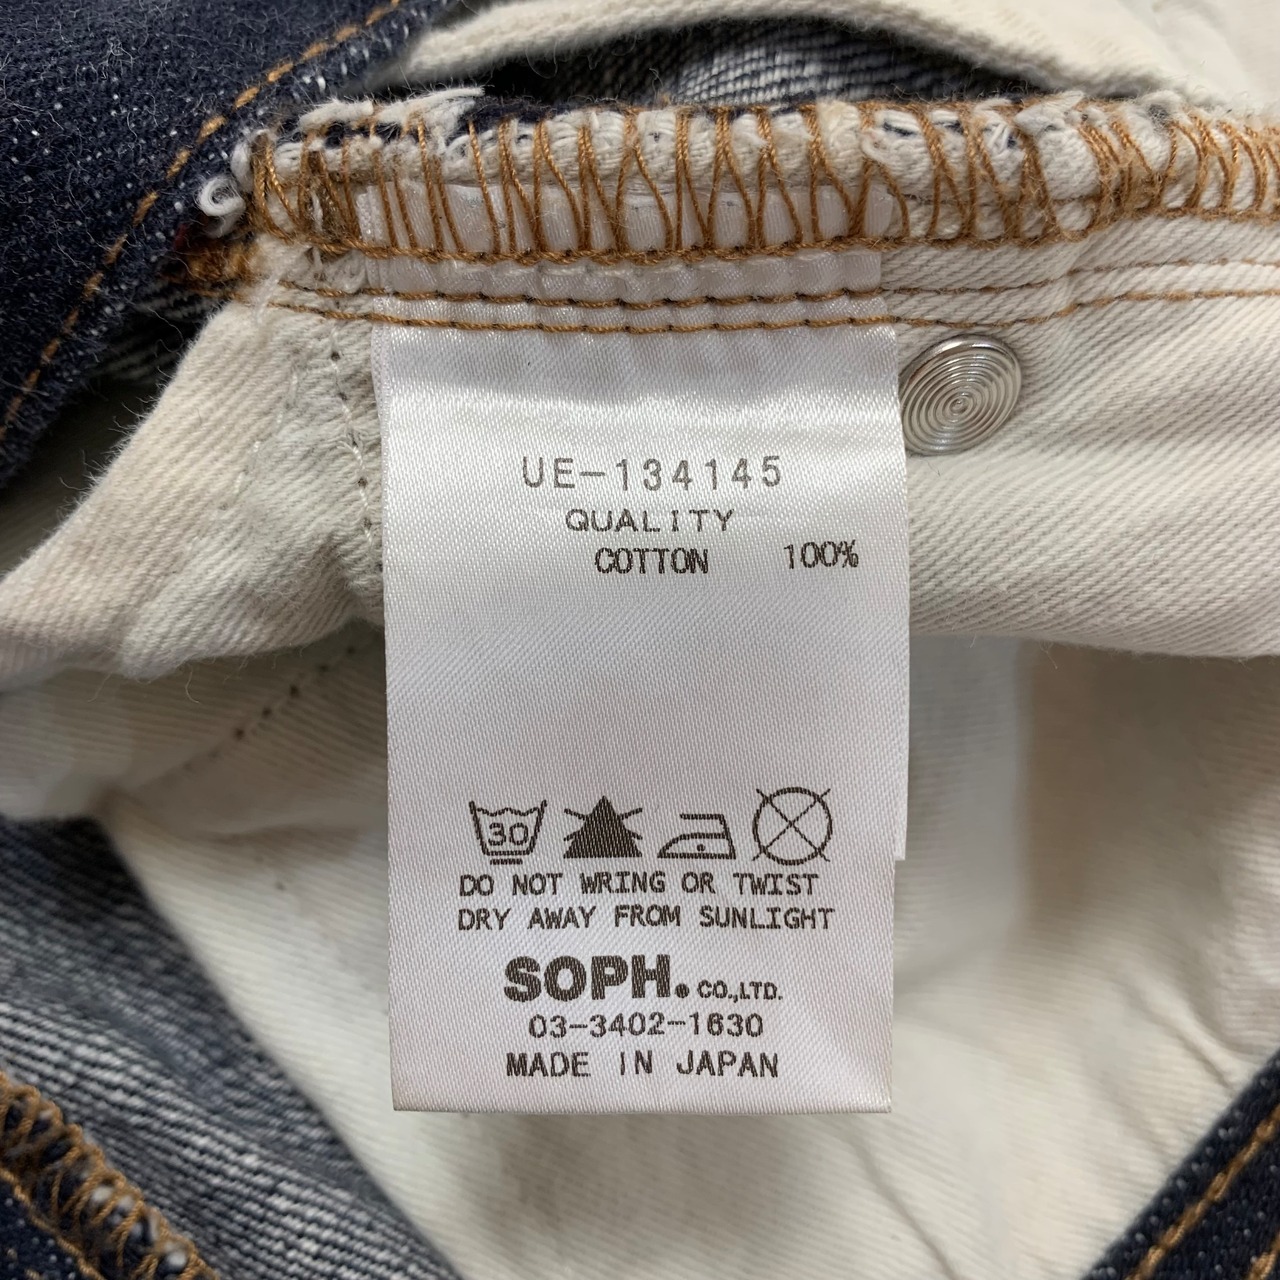 UE-134145
QUALITY
COTTON 100%
30
DO NOT WRING OR TWIST
DRY AWAY FROM SUNLIGHT
SOPH. CO.,LTD.
03-3402-1630
MADE IN JAPAN